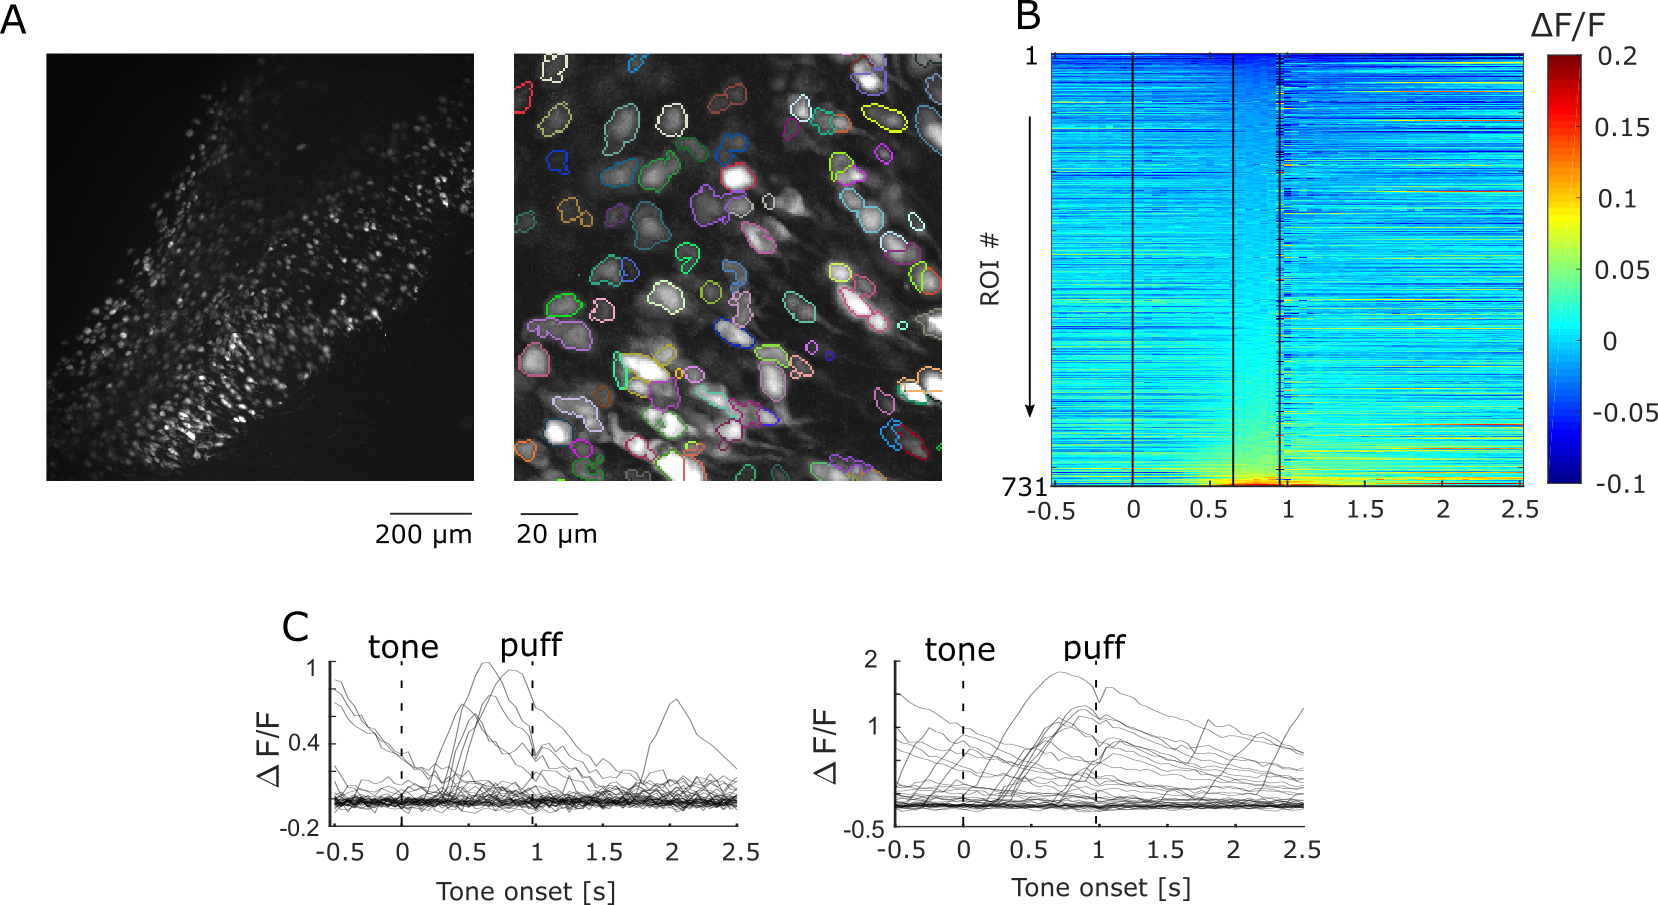 A
B
ΔF/F
200 µm
20 µm
1
ROI #
731
-0.5 0 0.5 1 1.5 2 2.5
0.2
0.15
0.1
0.05
0
-0.05
-0.1
C
tone puff
1
0.4
-0.2
Δ F/F
-0.5 0 0.5 1 1.5 2 2.5
Tone onset [s]
tone puff
2
1
-0.5
Δ F/F
-0.5 0 0.5 1 1.5 2 2.5
Tone onset [s]